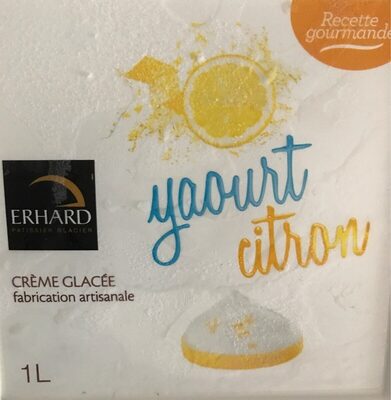 Recette
gourmande
yaourt
citron
ERHARD
PATISSIER GLACIER
CRÈME GLACÉE
fabrication artisanale
1L